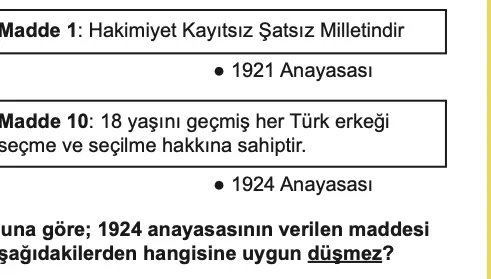 Madde 1: Hakimiyet Kayıtsız Şatsız Milletindir
● 1921 Anayasası
Madde 10: 18 yaşını geçmiş her Türk erkeği
seçme ve seçilme hakkına sahiptir.
● 1924 Anayasası
una göre; 1924 anayasasının verilen maddesi
şağıdakilerden hangisine uygun düşmez?